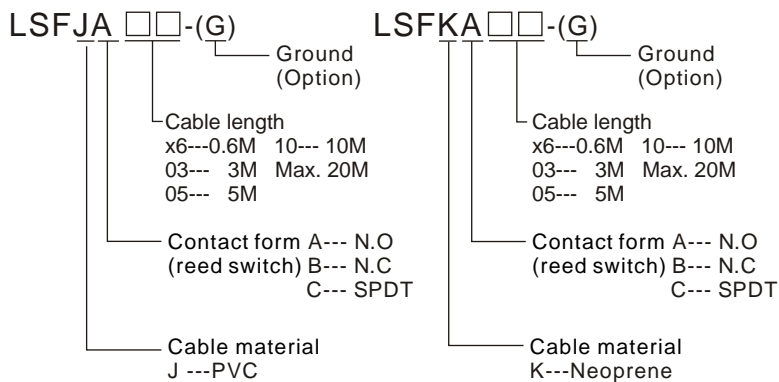 LSFJA □□-(G)
Ground
(Option)
Cable length
x6---0.6M 10--- 10M
03--- 3M Max. 20M
05--- 5M
Contact form A--- N.O
(reed switch) B--- N.C
C--- SPDT
Cable material
J ---PVC
LSFKA□□-(G)
Ground
(Option)
Cable length
x6---0.6M 10--- 10M
03--- 3M Max. 20M
05--- 5M
Contact form A--- N.O
(reed switch) B--- N.C
C--- SPDT
Cable material
K---Neoprene